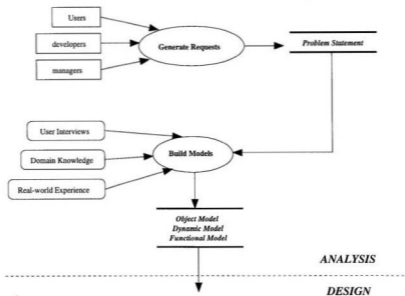 Users
developers
managers
Generate Requests
Problem Statement
User Interviews
Domain Knowledge
Real-world Experience
Build Models
Object Model
Dynamic Model
Functional Model
ANALYSIS
DESIGN